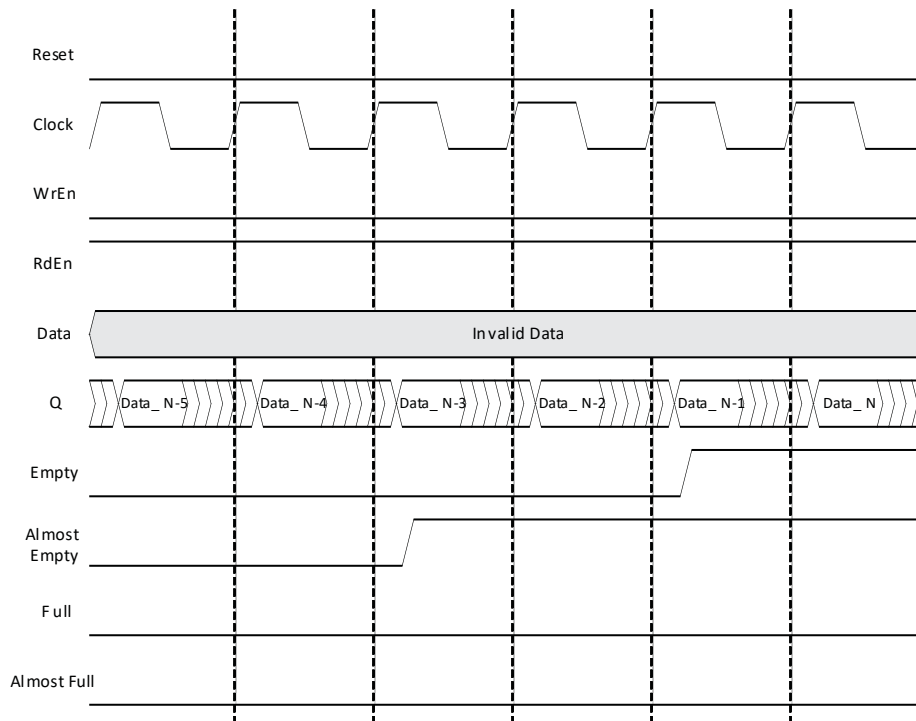 Reset
Clock
WrEn
RdEn
Data
Invalid Data
Q
Data_ N-5
Data_ N-4
Data_ N-3
Data_ N-2
Data_ N-1
Data_ N
Empty
Almost
Empty
Full
Almost Full